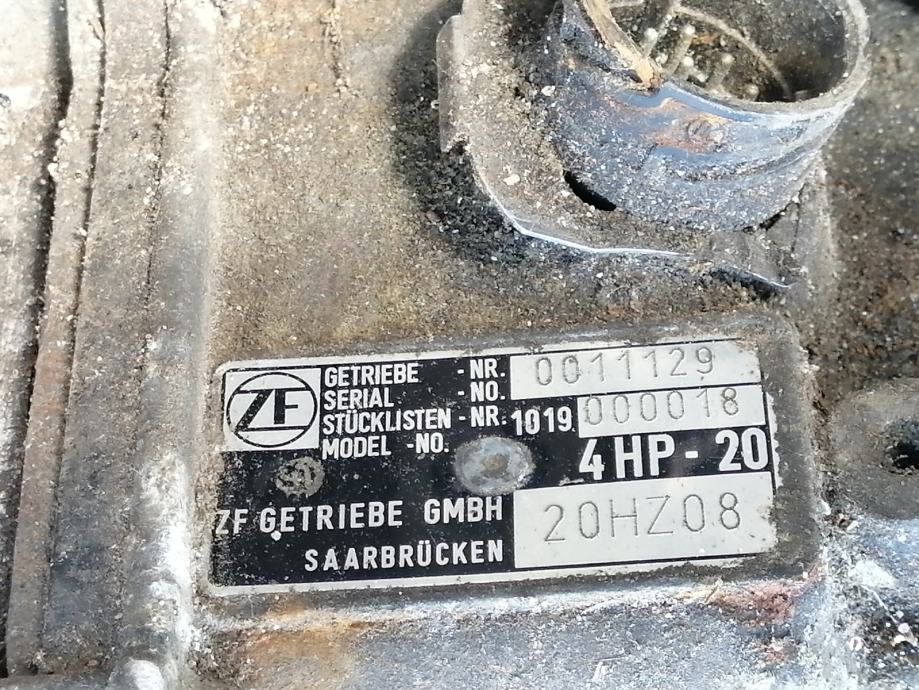 ZF
GETRIEBE -NR. 0011129
SERIAL -NO.
STÜCKLISTEN -NR. 1019 000018
MODEL -NO.
4HP-20
ZF GETRIEBE GMBH 20HZ08
SAARBRÜCKEN